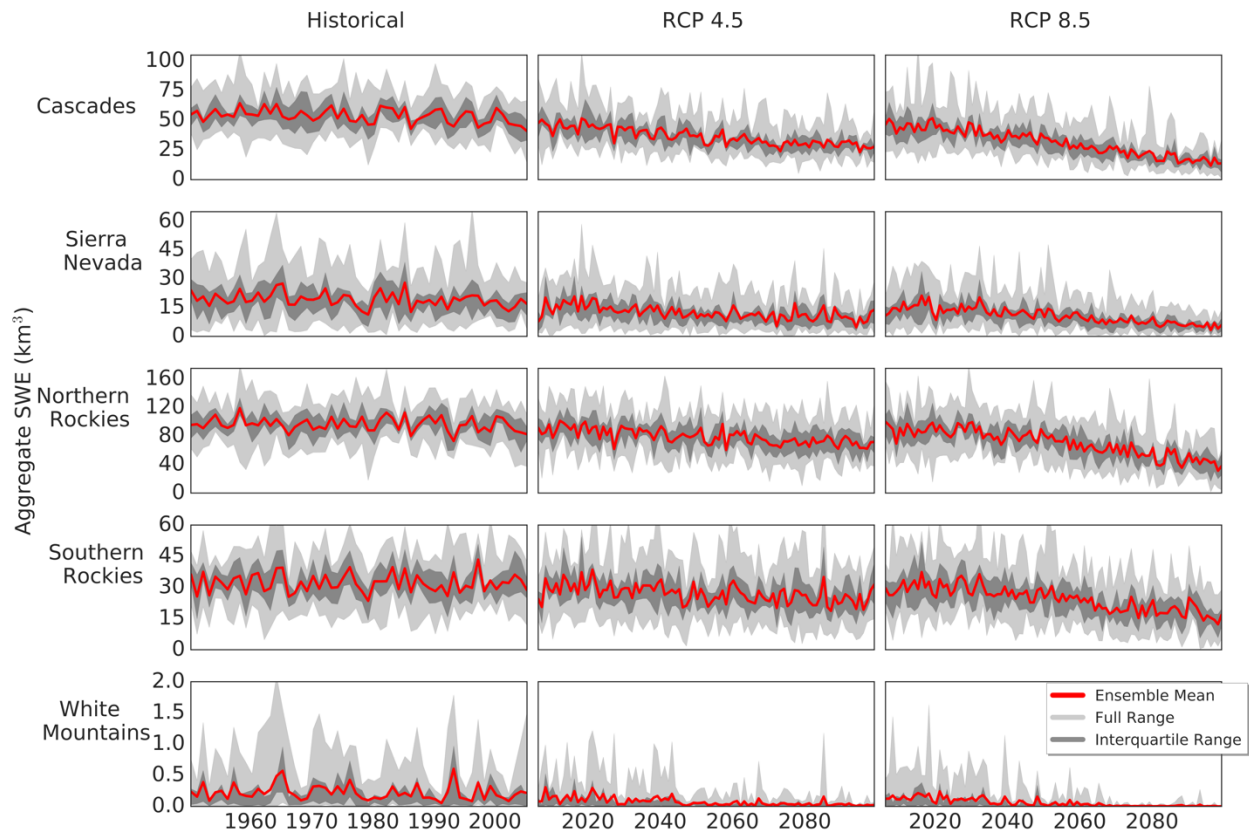 Historical RCP 4.5 RCP 8.5
Aggregate SWE (km³)
Cascades
100
75
50
25
0
Sierra
Nevada
60
45
30
15
0
Northern
Rockies
160
120
80
40
0
Southern
Rockies
60
45
30
15
0
White
Mountains
2.0
1.5
1.0
0.5
0.0
Ensemble Mean
Full Range
Interquartile Range
1960 1970 1980 1990 2000 2020 2040 2060 2080 2020 2040 2060 2080